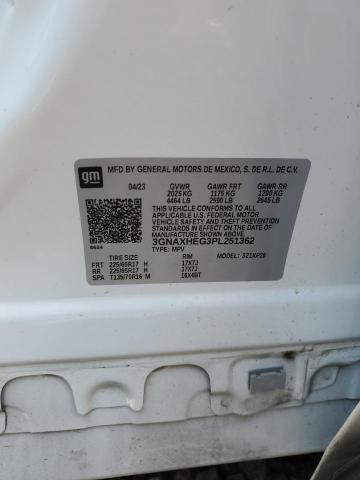 gm
MFD BY GENERAL MOTORS DE MEXICO, S. DE R.L. DE C.V.
04/23 GVWR GAWR FRT GAWR RR
2025 KG 1175 KG 1200 KG
4464 LB 2590 LB 2645 LB
THIS VEHICLE CONFORMS TO ALL APPLICABLE
U.S. FEDERAL MOTOR VEHICLE SAFETY AND
THEFT PREVENTION STANDARDS IN EFFECT ON
THE DATE OF MANUFACTURE SHOWN ABOVE.
3GNAXHEG3PL251362
TYPE: MPV MODEL: 321XP26
TIRE SIZE RIM
FRT 225/65R17 H 17X7J
RR 225/65R17 H 17X7J
SPA T135/70R16 M 16X4BT